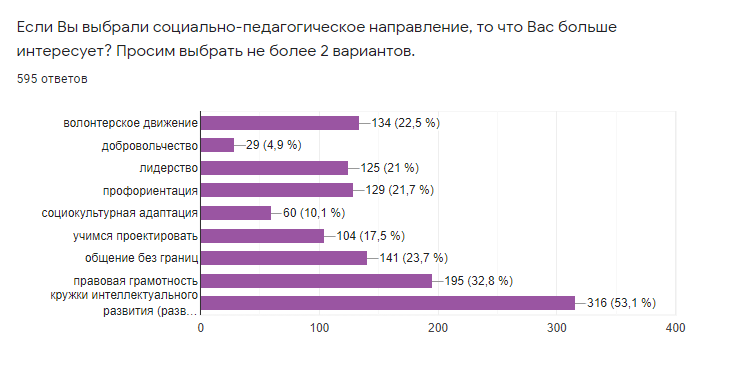 Если Вы выбрали социально-педагогическое направление, то что Вас больше
интересует? Просим выбрать не более 2 вариантов.
595 ответов
волонтерское движение 134 (22,5 %)
добровольчество 29 (4,9 %)
лидерство 125 (21 %)
профориентация 129 (21,7 %)
социокультурная адаптация 60 (10,1 %)
учимся проектировать 104 (17,5 %)
общение без границ 141 (23,7 %)
правовая грамотность 195 (32,8 %)
кружки интеллектуального
развития (разв... 316 (53,1 %)
0 100 200 300 400